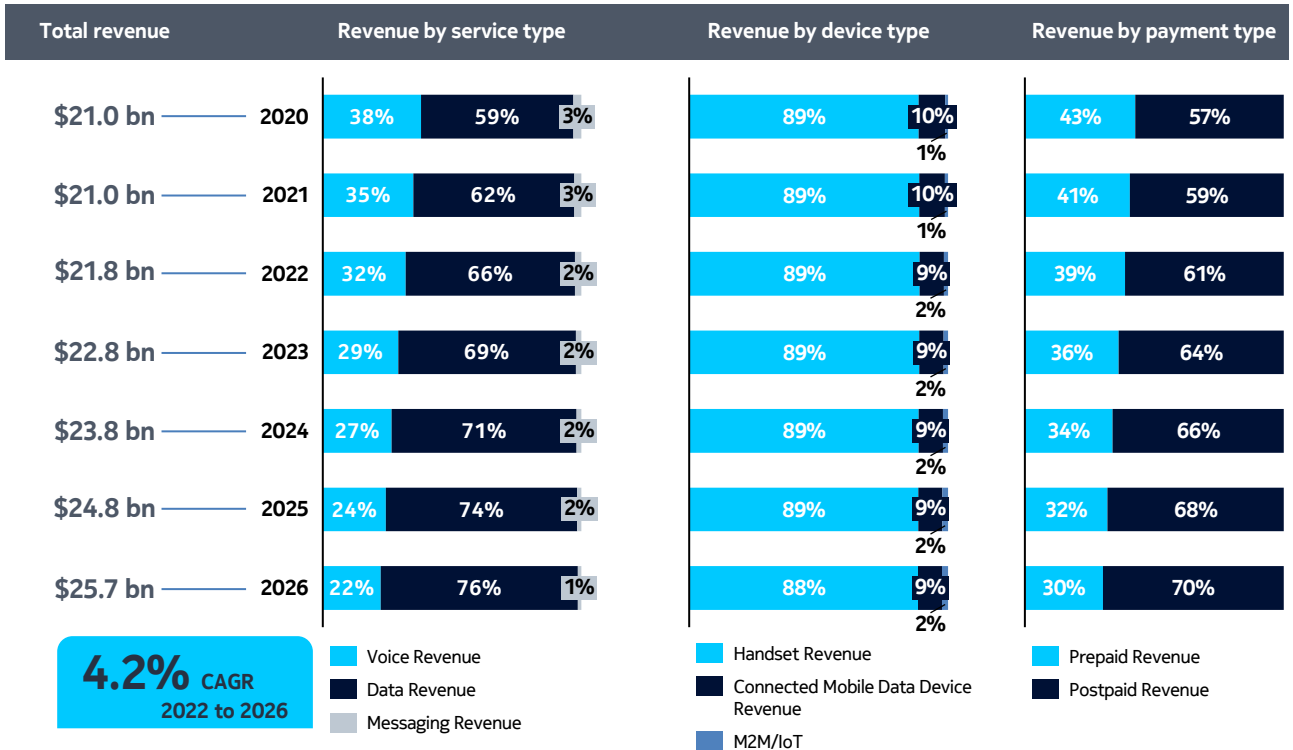 Total revenue Revenue by service type Revenue by device type Revenue by payment type
$21.0 bn 2020 38% 59% 3% 89% 10% 43% 57%
1%
$21.0 bn 2021 35% 62% 3% 89% 10% 41% 59%
1%
$21.8 bn 2022 32% 66% 2% 89% 9% 39% 61%
2%
$22.8 bn 2023 29% 69% 2% 89% 9% 36% 64%
2%
$23.8 bn 2024 27% 71% 2% 89% 9% 34% 66%
2%
$24.8 bn 2025 24% 74% 2% 89% 9% 32% 68%
2%
$25.7 bn 2026 22% 76% 1% 88% 9% 30% 70%
2%
4.2% CAGR
2022 to 2026
Voice Revenue
Data Revenue
Messaging Revenue
Handset Revenue
Connected Mobile Data Device
Revenue
M2M/IoT
Prepaid Revenue
Postpaid Revenue